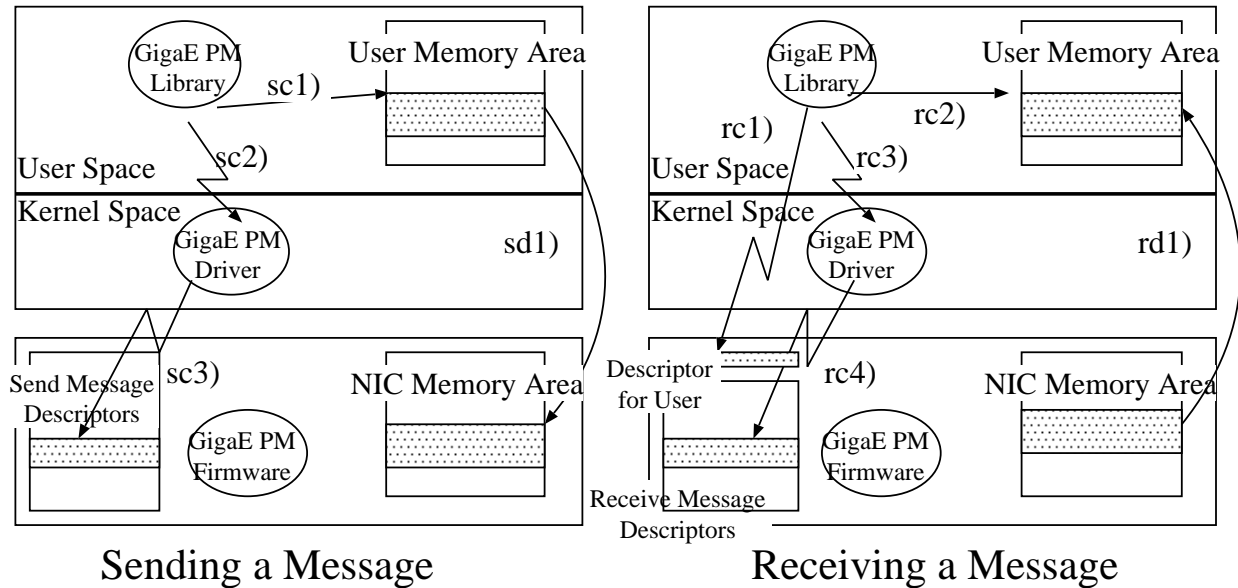 GigaE PM
Library
User Memory Area
sc1)
sc2)
User Space
Kernel Space
GigaE PM
Driver
sd1)
Send Message
Descriptors
sc3)
NIC Memory Area
GigaE PM
Firmware
Sending a Message
GigaE PM
Library
User Memory Area
rc1)
rc2)
rc3)
User Space
Kernel Space
GigaE PM
Driver
rd1)
Descriptor
for User
rc4)
NIC Memory Area
GigaE PM
Firmware
Receive Message
Descriptors
Receiving a Message